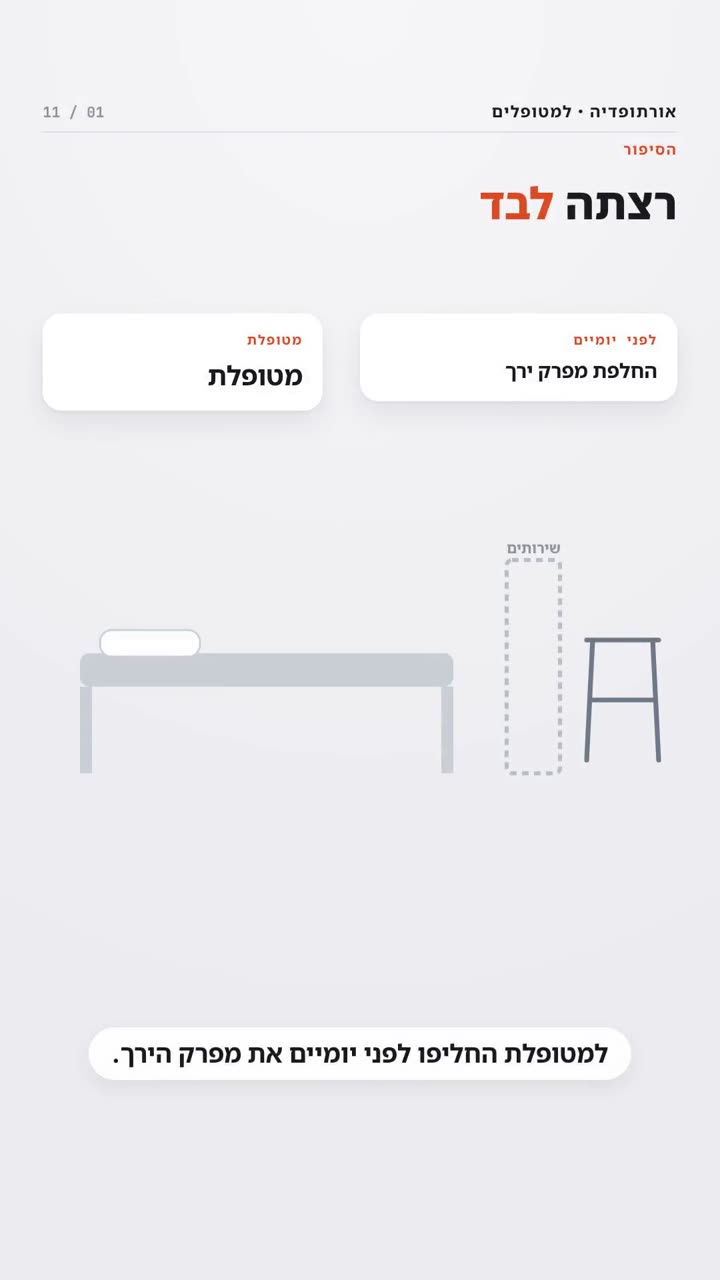 אורתופדיה • למטופלים
11 / 01
הסיפור
רצתה לבד
לפני יומיים
החלפת מפרק ירך
מטופלת
מטופלת
שירותים
למטופלת החליפו לפני יומיים את מפרק הירך.